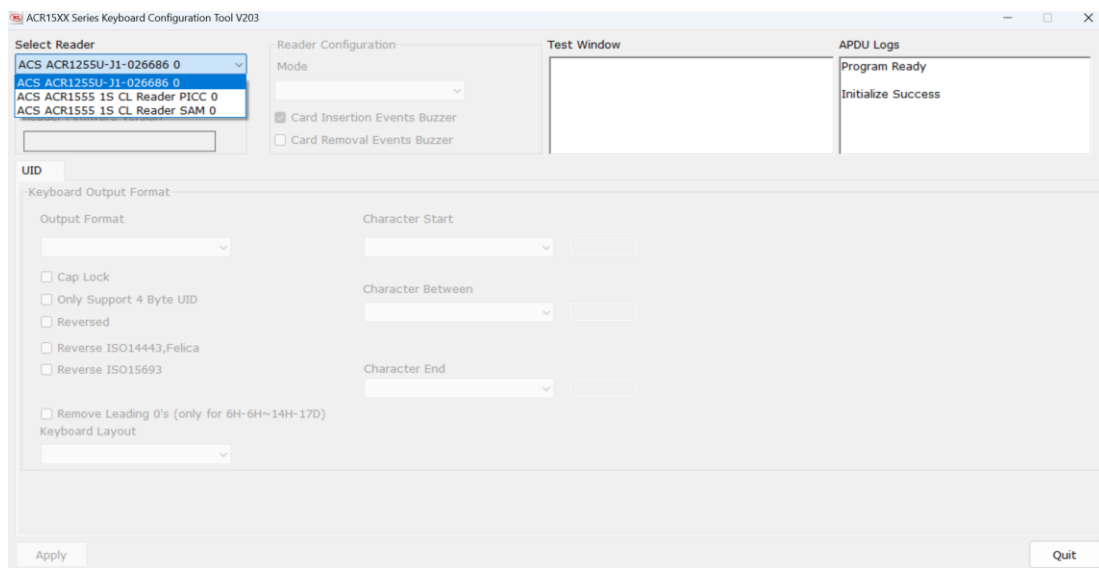 ACR15XX Series Keyboard Configuration Tool V203
Select Reader
ACS ACR1255U-J1-026686 0
ACS ACR1255U-J1-026686 0
ACS ACR1555 1S CL Reader PICC 0
ACS ACR1555 1S CL Reader SAM 0
Reader Firmware Version
Reader Configuration
Mode
Card Insertion Events Buzzer
Card Removal Events Buzzer
Test Window
APDU Logs
Program Ready
Initialize Success
UID
Keyboard Output Format
Output Format
Cap Lock
Only Support 4 Byte UID
Reversed
Reverse ISO14443,Felica
Reverse ISO15693
Remove Leading 0's (only for 6H-6H~14H-17D)
Keyboard Layout
Character Start
Character Between
Character End
Apply
Quit